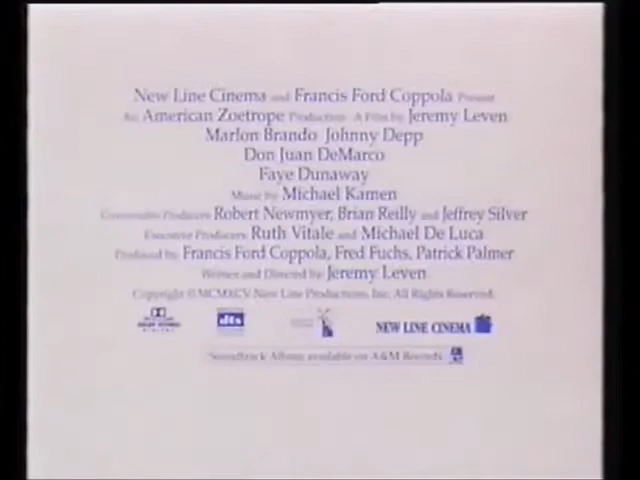 New Line Cinema and Francis Ford Coppola Present
An American Zoetrope Production A Film by Jeremy Leven
Marlon Brando Johnny Depp
Don Juan DeMarco
Faye Dunaway
Music by Michael Kamen
Co-executive Producers Robert Newmyer, Brian Reilly and Jeffrey Silver
Executive Producers Ruth Vitale and Michael De Luca
Produced by Francis Ford Coppola, Fred Fuchs, Patrick Palmer
Written and Directed by Jeremy Leven
Copyright © MCMXCV New Line Productions, Inc. All Rights Reserved.
DOLBY STEREO DIGITAL dts NEW LINE CINEMA
Soundtrack Album available on A&M Records